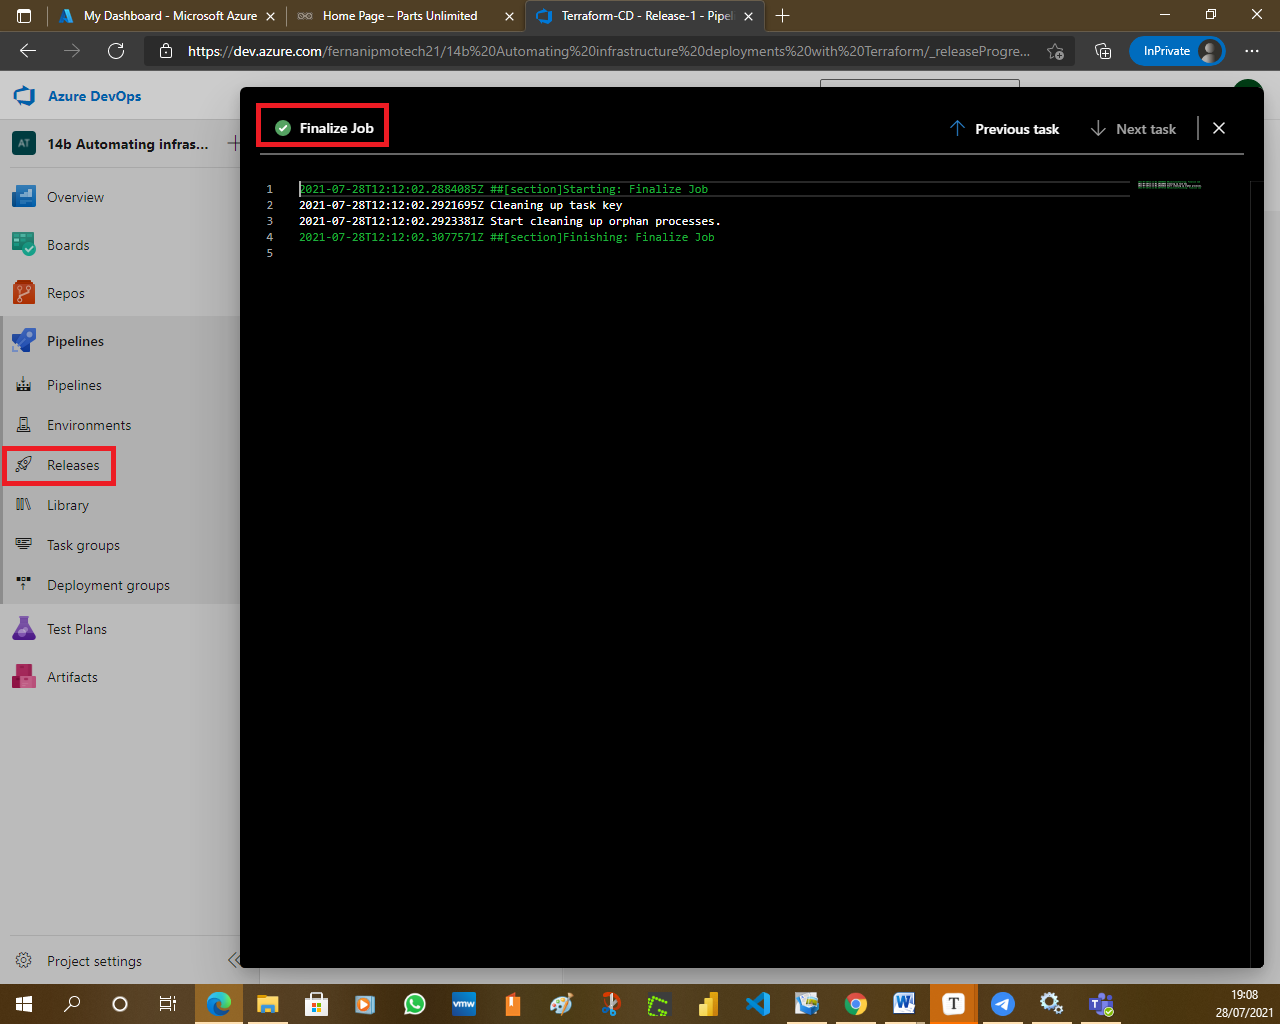 My Dashboard - Microsoft Azure
Home Page – Parts Unlimited
Terraform-CD - Release-1 - Pipel
https://dev.azure.com/fernanipmotech21/14b%20Automating%20infrastructure%20deployments%20with%20Terraform/_releaseProgre...
InPrivate
Azure DevOps
AT
14b Automating infras...
Overview
Boards
Repos
Pipelines
Pipelines
Environments
Releases
Library
Task groups
Deployment groups
Test Plans
Artifacts
Project settings
Finalize Job
Previous task
Next task
1 2021-07-28T12:12:02.2884085Z ##[section]Starting: Finalize Job
2 2021-07-28T12:12:02.2921695Z Cleaning up task key
3 2021-07-28T12:12:02.2923381Z Start cleaning up orphan processes.
4 2021-07-28T12:12:02.3077571Z ##[section]Finishing: Finalize Job
5
vmw
W
T
T
19:08
28/07/2021